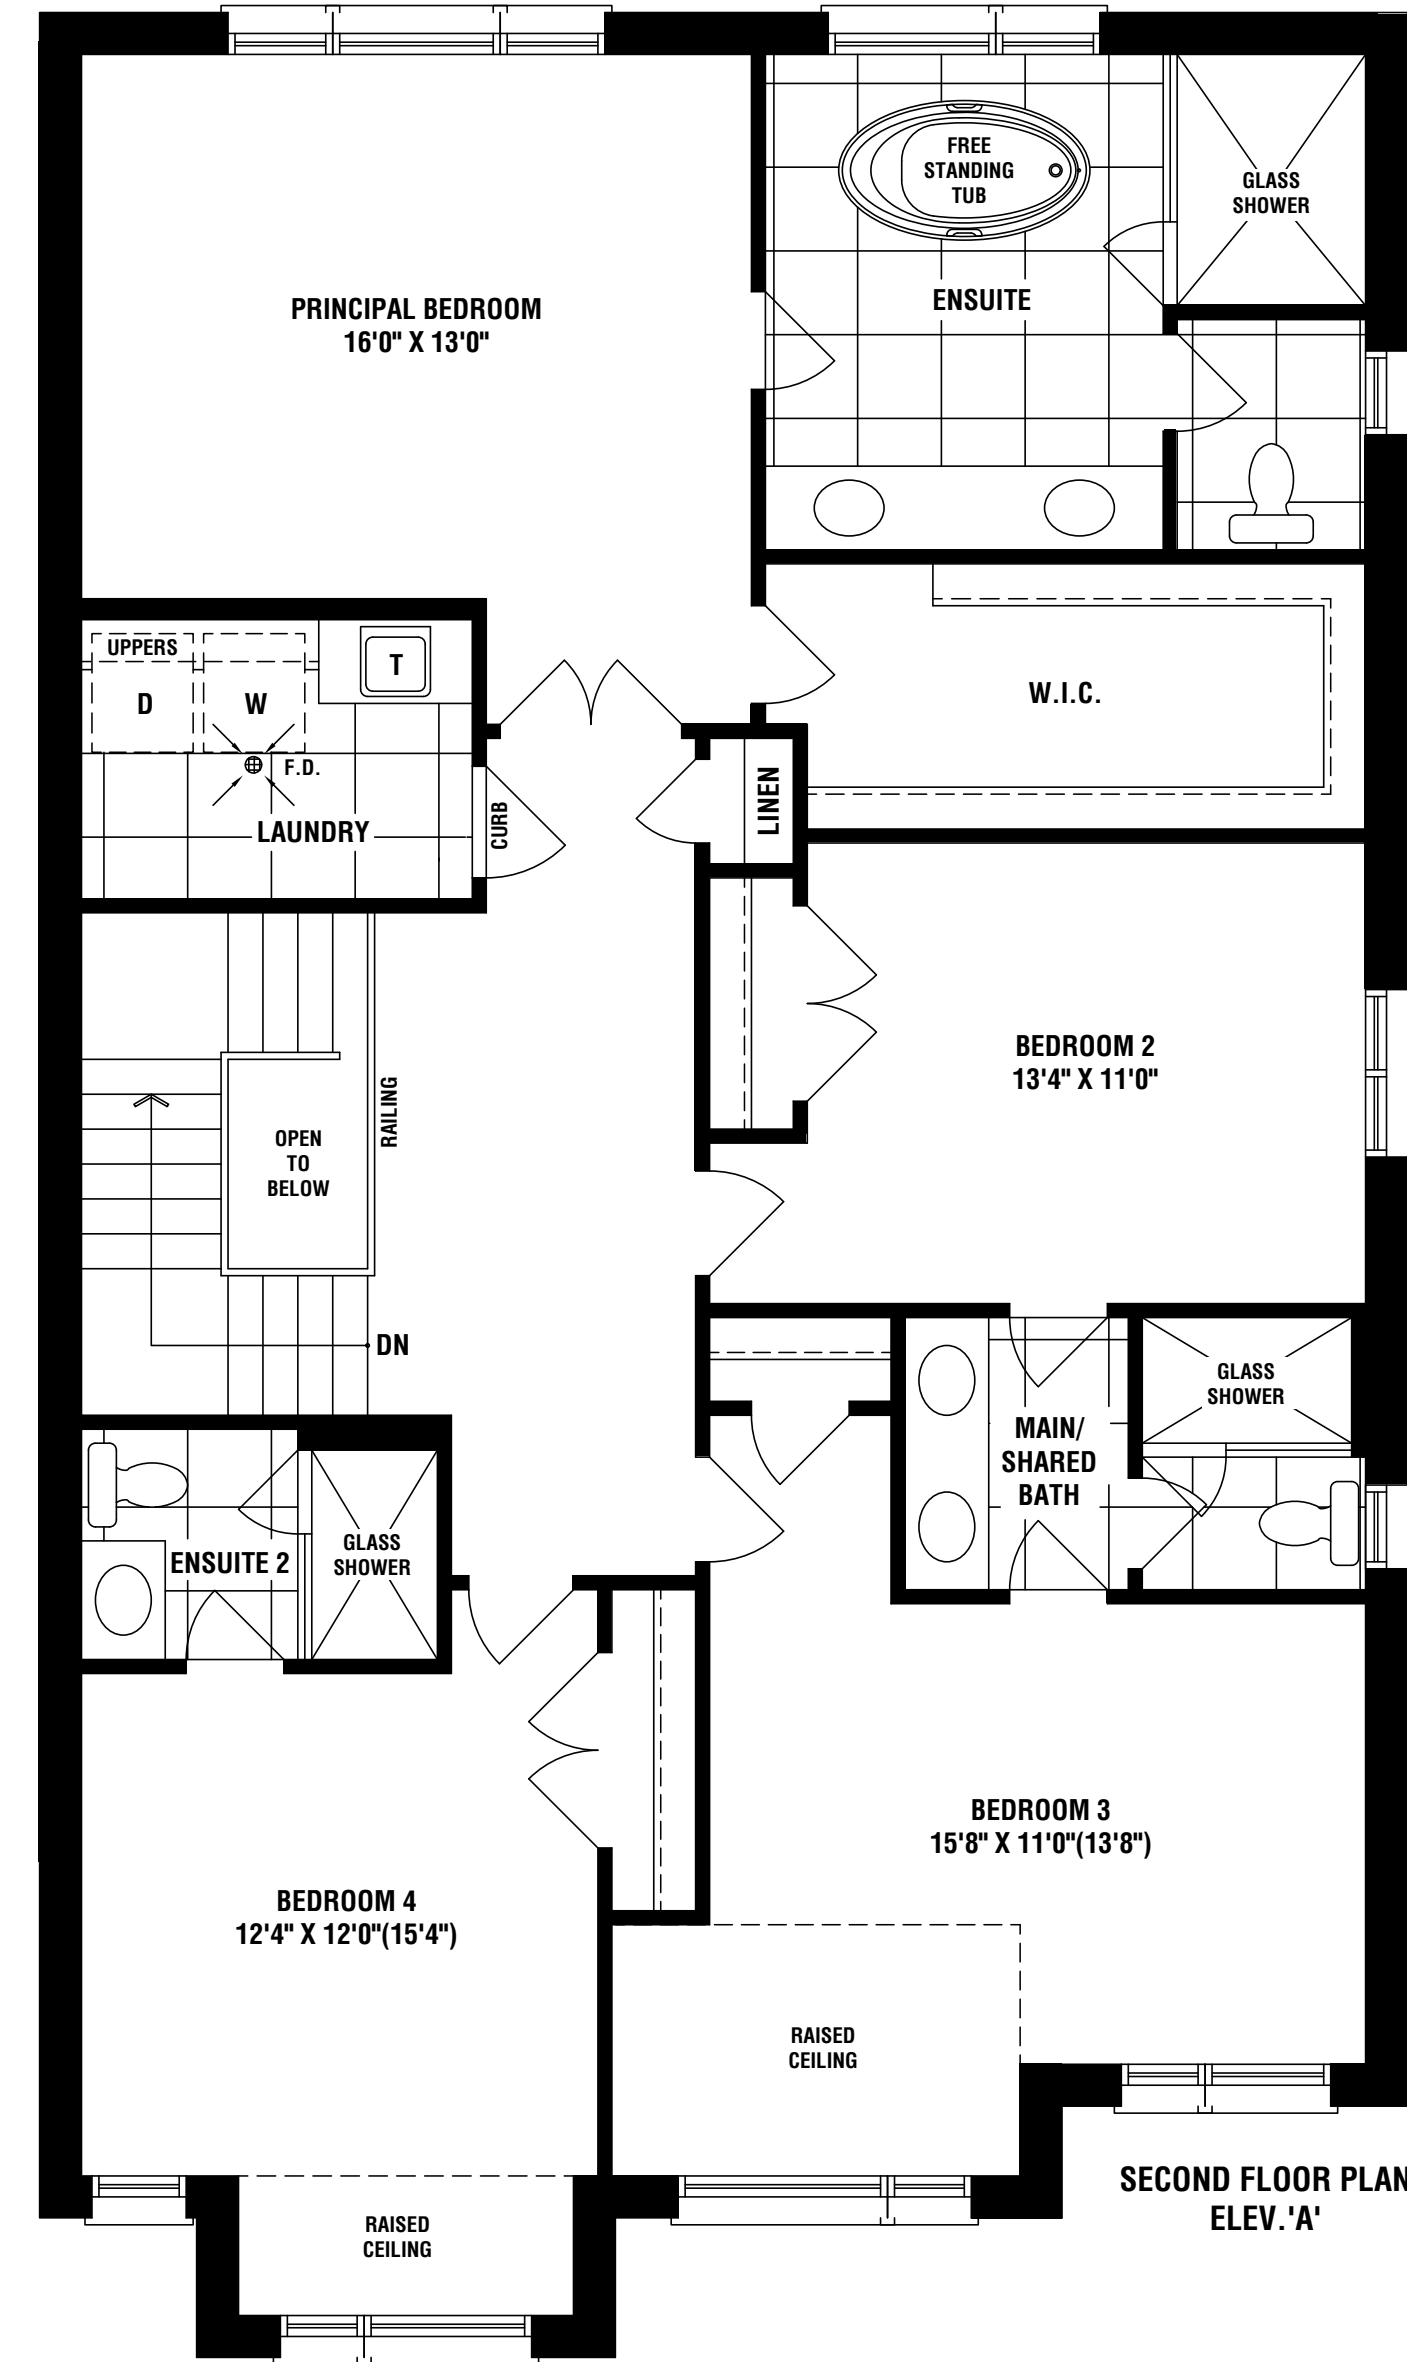 FREE
STANDING
TUB
GLASS
SHOWER
ENSUITE
PRINCIPAL BEDROOM
16'0" X 13'0"
UPPERS
D
W
T
F.D.
LAUNDRY
CURB
LINEN
W.I.C.
BEDROOM 2
13'4" X 11'0"
RAILING
OPEN
TO
BELOW
DN
GLASS
SHOWER
MAIN/
SHARED
BATH
ENSUITE 2
GLASS
SHOWER
BEDROOM 3
15'8" X 11'0"(13'8")
BEDROOM 4
12'4" X 12'0"(15'4")
RAISED
CEILING
SECOND FLOOR PLAN
ELEV.'A'
RAISED
CEILING